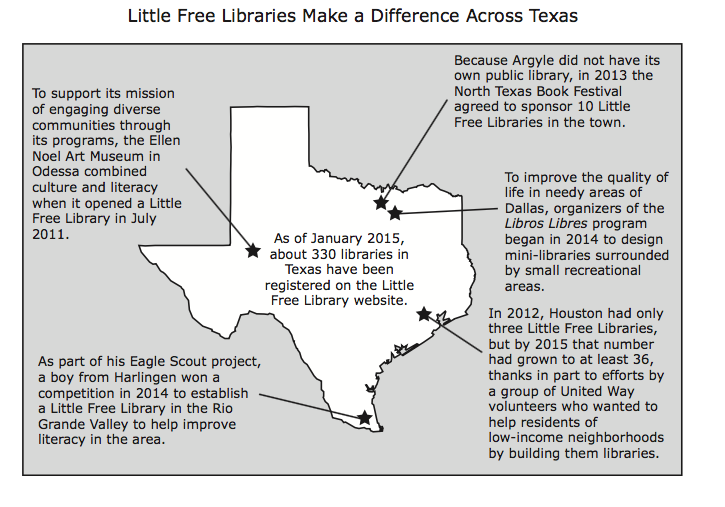 Little Free Libraries Make a Difference Across Texas
Because Argyle did not have its
own public library, in 2013 the
North Texas Book Festival
agreed to sponsor 10 Little
Free Libraries in the town.
To support its mission
of engaging diverse
communities through
its programs, the Ellen
Noel Art Museum in
Odessa combined
culture and literacy
when it opened a Little
Free Library in July
2011.
To improve the quality of
life in needy areas of
Dallas, organizers of the
Libros Libres program
began in 2014 to design
mini-libraries surrounded
by small recreational
areas.
As of January 2015,
about 330 libraries in
Texas have been
registered on the Little
Free Library website.
In 2012, Houston had only
three Little Free Libraries,
but by 2015 that number
had grown to at least 36,
thanks in part to efforts by
a group of United Way
volunteers who wanted to
help residents of
low-income neighborhoods
by building them libraries.
As part of his Eagle Scout project,
a boy from Harlingen won a
competition in 2014 to establish
a Little Free Library in the Rio
Grande Valley to help improve
literacy in the area.